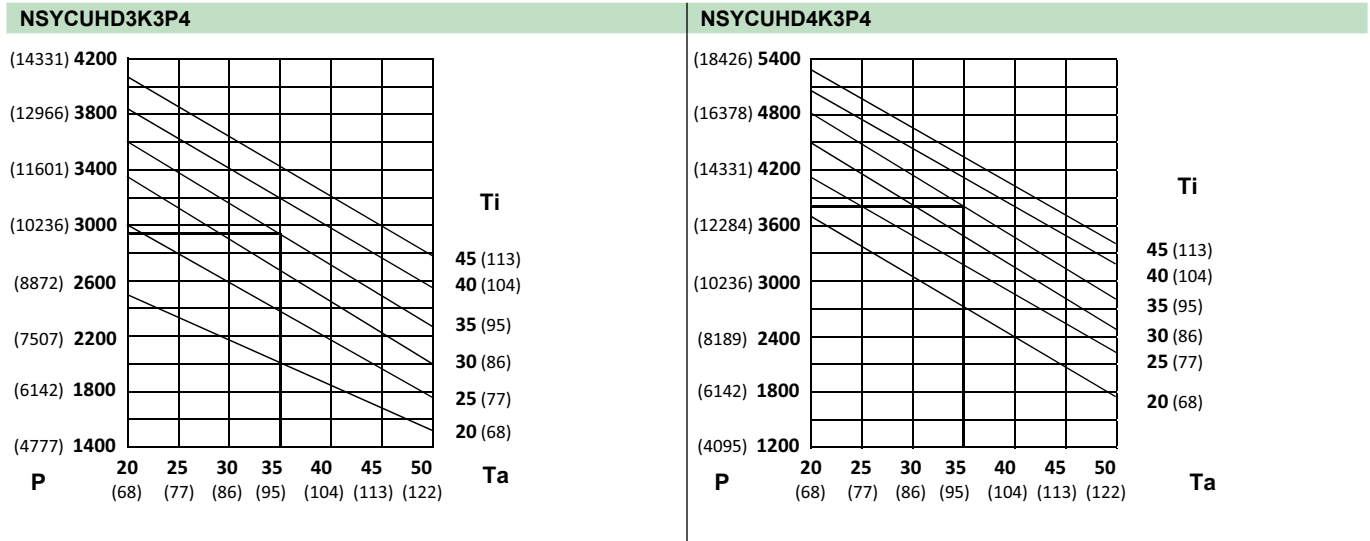 NSYCUHD3K3P4
(14331) 4200
(12966) 3800
(11601) 3400
(10236) 3000
(8872) 2600
(7507) 2200
(6142) 1800
(4777) 1400
P
20 25 30 35 40 45 50
(68) (77) (86) (95) (104) (113) (122)
Ta
Ti
45 (113)
40 (104)
35 (95)
30 (86)
25 (77)
20 (68)
NSYCUHD4K3P4
(18426) 5400
(16378) 4800
(14331) 4200
(12284) 3600
(10236) 3000
(8189) 2400
(6142) 1800
(4095) 1200
P
20 25 30 35 40 45 50
(68) (77) (86) (95) (104) (113) (122)
Ta
Ti
45 (113)
40 (104)
35 (95)
30 (86)
25 (77)
20 (68)